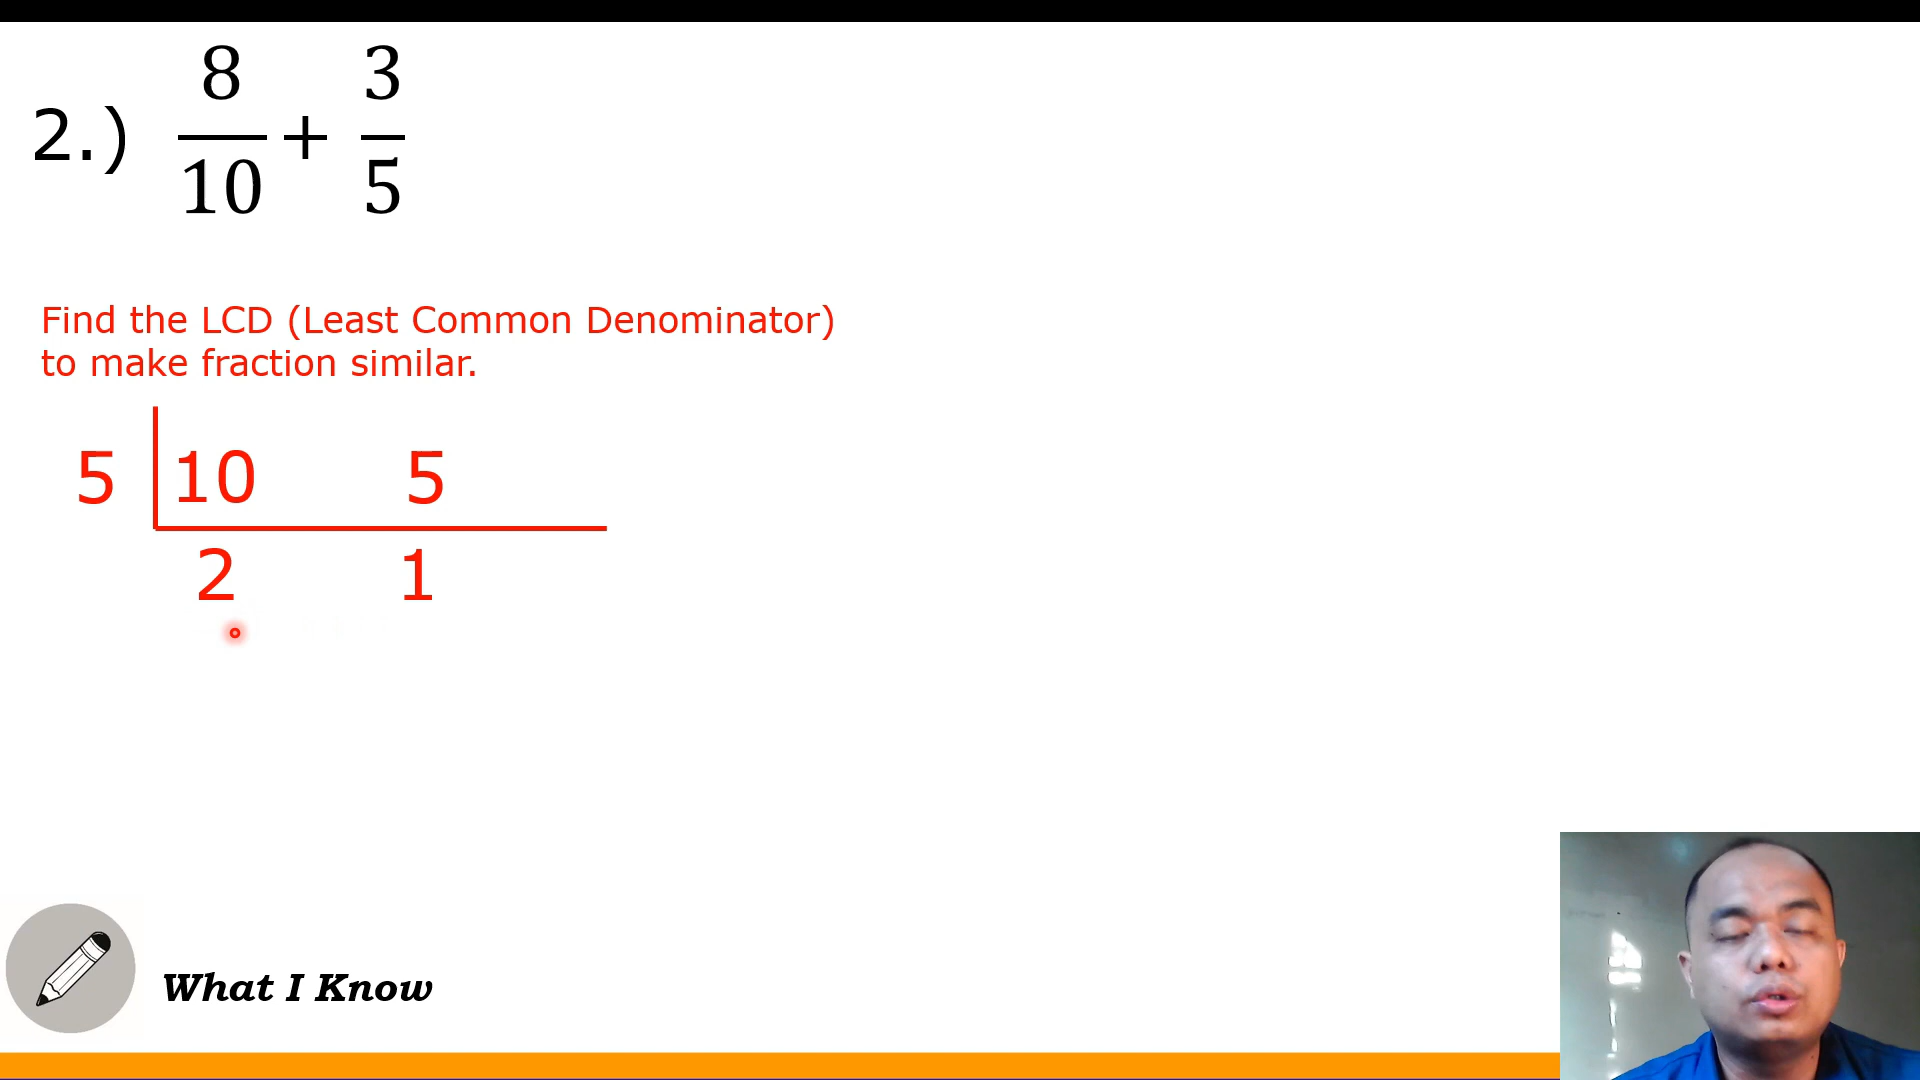 2.) 8/10 + 3/5
Find the LCD (Least Common Denominator)
to make fraction similar.
5 10 5
2 1
What I Know